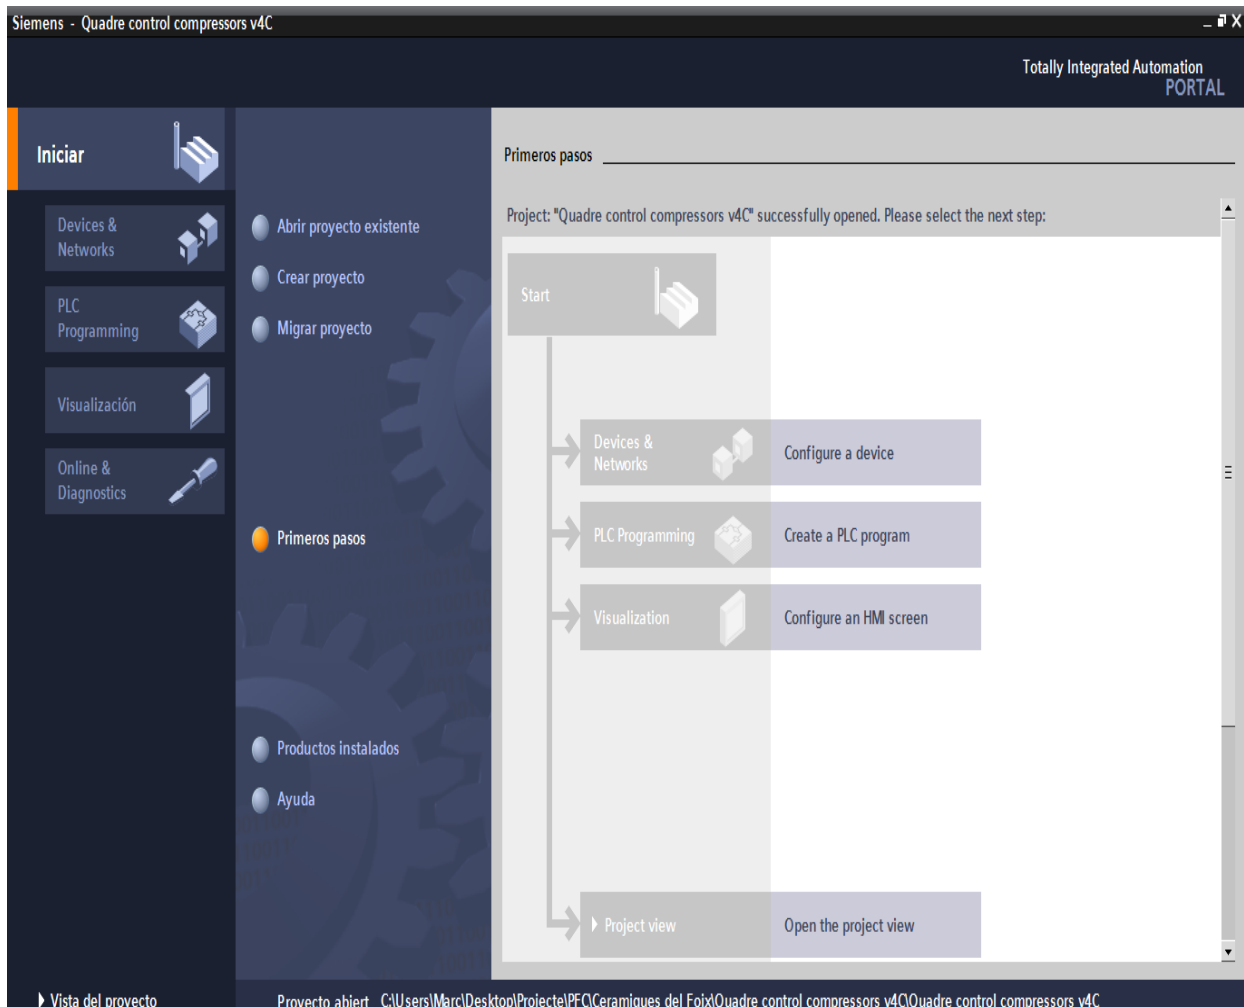 Siemens - Quadre control compressors v4C
Totally Integrated Automation
PORTAL
Iniciar
Devices &
Networks
PLC
Programming
Visualización
Online &
Diagnostics
Abrir proyecto existente
Crear proyecto
Migrar proyecto
Primeros pasos
Productos instalados
Ayuda
Primeros pasos
Project: "Quadre control compressors v4C" successfully opened. Please select the next step:
Start
Devices &
Networks
Configure a device
PLC Programming
Create a PLC program
Visualization
Configure an HMI screen
Project view
Open the project view
Vista del proyecto
Proyecto abiert C:\Users\Marc\Desktop\Projecte\PFC\Ceramiques del Foix\Quadre control compressors v4C\Quadre control compressors v4C